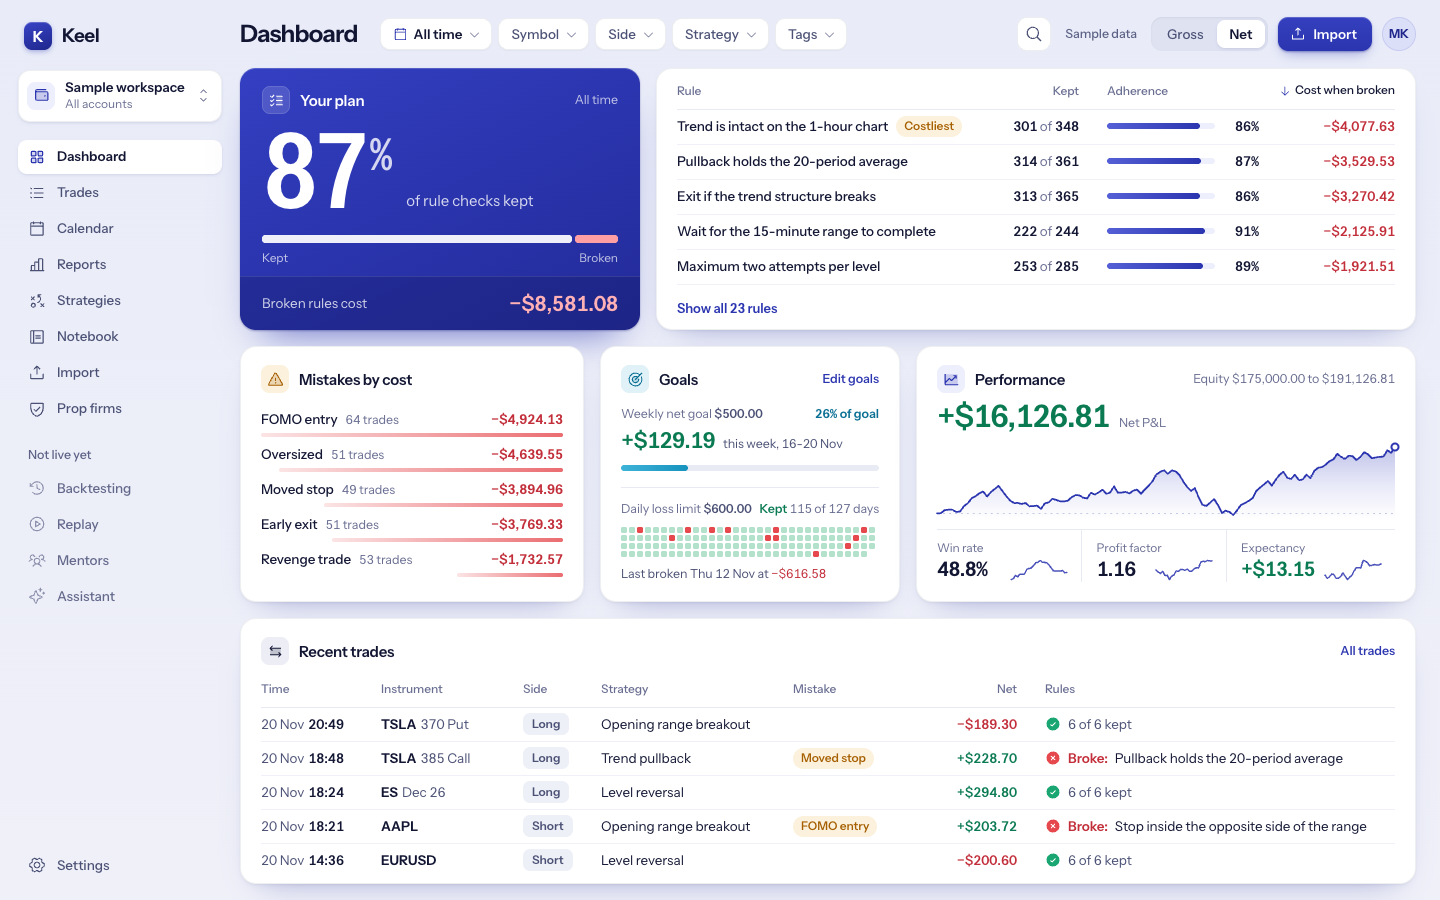 K Keel
Sample workspace
All accounts
Dashboard
Trades
Calendar
Reports
Strategies
Notebook
Import
Prop firms
Not live yet
Backtesting
Replay
Mentors
Assistant
Settings
Dashboard All time Symbol Side Strategy Tags Sample data Gross Net Import MK
Your plan All time
87%
of rule checks kept
Kept Broken
Broken rules cost −$8,581.08
Rule Kept Adherence ↓ Cost when broken
Trend is intact on the 1-hour chart Costliest 301 of 348 86% −$4,077.63
Pullback holds the 20-period average 314 of 361 87% −$3,529.53
Exit if the trend structure breaks 313 of 365 86% −$3,270.42
Wait for the 15-minute range to complete 222 of 244 91% −$2,125.91
Maximum two attempts per level 253 of 285 89% −$1,921.51
Show all 23 rules
Mistakes by cost
FOMO entry 64 trades −$4,924.13
Oversized 51 trades −$4,639.55
Moved stop 49 trades −$3,894.96
Early exit 51 trades −$3,769.33
Revenge trade 53 trades −$1,732.57
Goals Edit goals
Weekly net goal $500.00 26% of goal
+$129.19 this week, 16–20 Nov
Daily loss limit $600.00 Kept 115 of 127 days
Last broken Thu 12 Nov at −$616.58
Performance Equity $175,000.00 to $191,126.81
+$16,126.81 Net P&L
Win rate Profit factor Expectancy
48.8% 1.16 +$13.15
Recent trades All trades
Time Instrument Side Strategy Mistake Net Rules
20 Nov 20:49 TSLA 370 Put Long Opening range breakout −$189.30 6 of 6 kept
20 Nov 18:48 TSLA 385 Call Long Trend pullback Moved stop +$228.70 Broke: Pullback holds the 20-period average
20 Nov 18:24 ES Dec 26 Long Level reversal +$294.80 6 of 6 kept
20 Nov 18:21 AAPL Short Opening range breakout FOMO entry +$203.72 Broke: Stop inside the opposite side of the range
20 Nov 14:36 EURUSD Short Level reversal −$200.60 6 of 6 kept